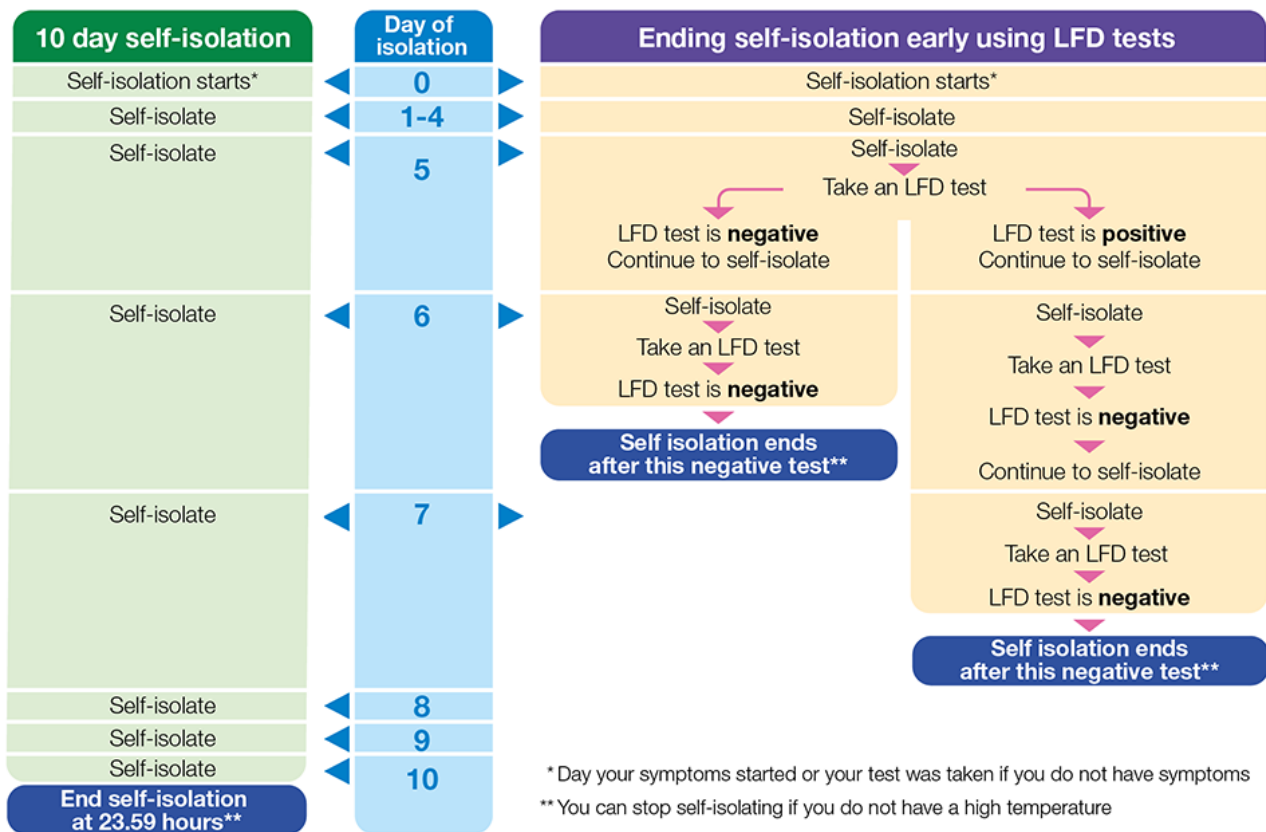 10 day self-isolation
Day of
isolation
Ending self-isolation early using LFD tests
Self-isolation starts*
0
Self-isolation starts*
Self-isolate
1-4
Self-isolate
Self-isolate
5
Self-isolate
Take an LFD test
LFD test is negative
Continue to self-isolate
LFD test is positive
Continue to self-isolate
Self-isolate
6
Self-isolate
Take an LFD test
LFD test is negative
Self isolation ends
after this negative test**
Self-isolate
Take an LFD test
LFD test is negative
Continue to self-isolate
Self-isolate
7
Self-isolate
Take an LFD test
LFD test is negative
Self isolation ends
after this negative test**
Self-isolate
8
Self-isolate
9
Self-isolate
10
End self-isolation
at 23.59 hours**
* Day your symptoms started or your test was taken if you do not have symptoms
** You can stop self-isolating if you do not have a high temperature